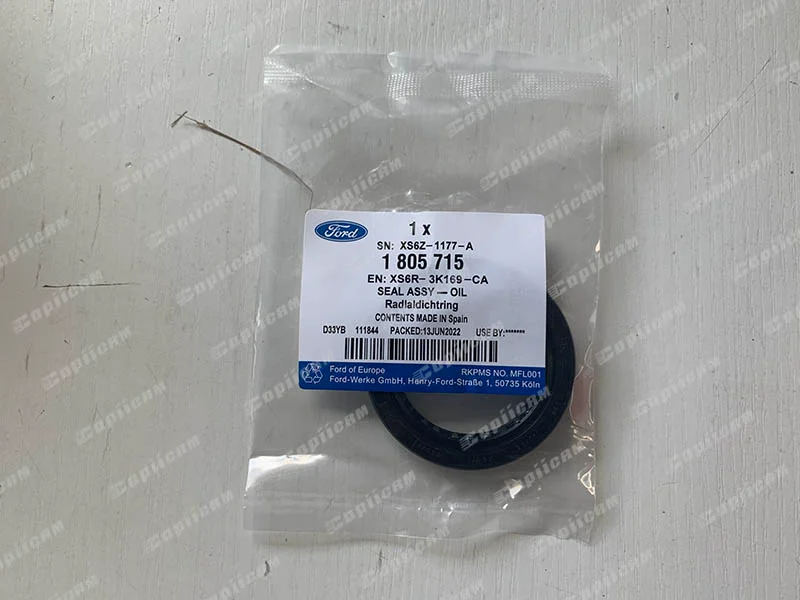 Ford
1 x
SN: XS6Z-1177-A
1 805 715
EN: XS6R- 3K169-CA
SEAL ASSY — OIL
Radlaldichtring
CONTENTS MADE IN Spain
D33YB 111844 PACKED:13JUN2022 USE BY:*******
Ford of Europe RKPMS NO. MFL001
Ford-Werke GmbH, Henry-Ford-Straße 1, 50735 Köln
Copiicam